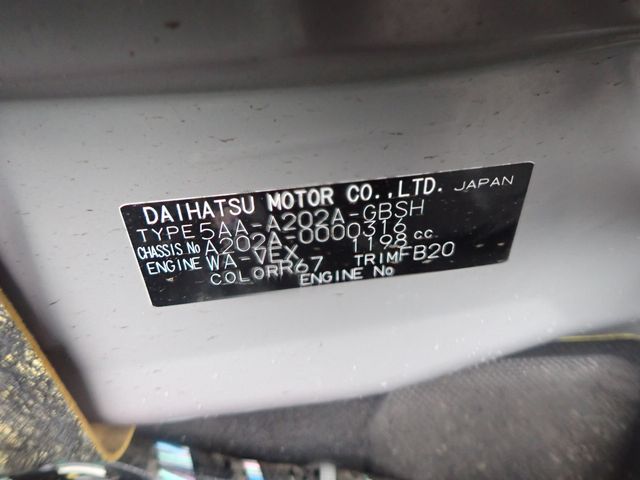 DAIHATSU MOTOR CO.,LTD. JAPAN
TYPE 5AA-A202A-GBSH
CHASSIS No A202A-0000316
ENGINE WA-VEX 1198 cc
COLOR R67 TRIM FB20
ENGINE No